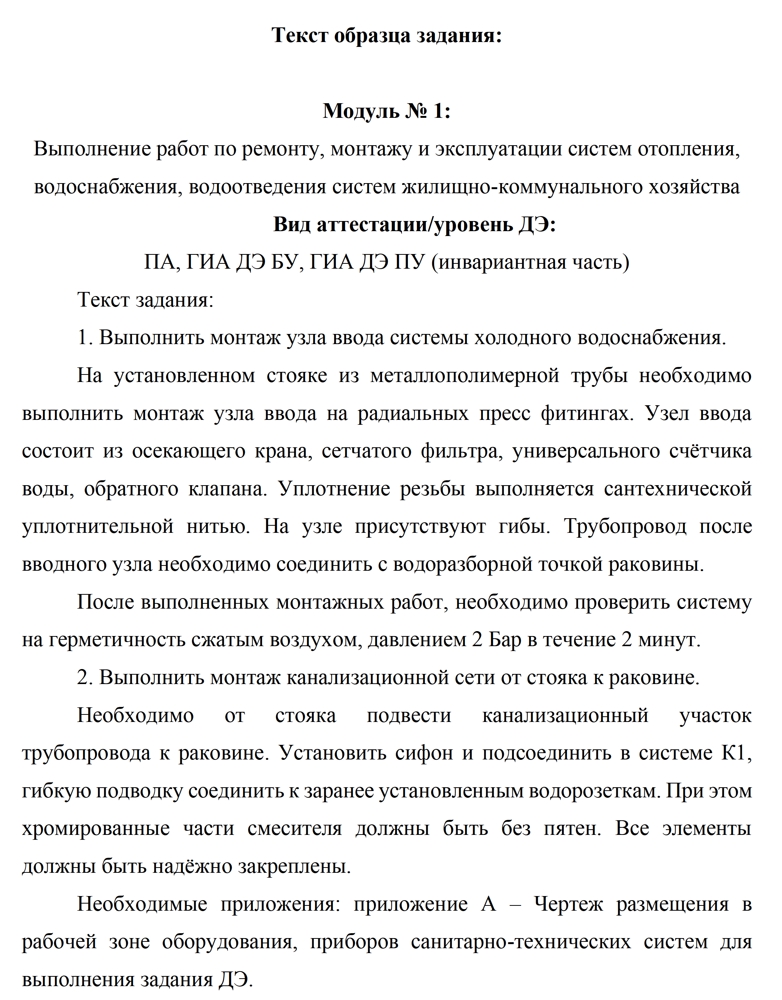 Текст образца задания:
Модуль № 1:
Выполнение работ по ремонту, монтажу и эксплуатации систем отопления,
водоснабжения, водоотведения систем жилищно-коммунального хозяйства
Вид аттестации/уровень ДЭ:
ПА, ГИА ДЭ БУ, ГИА ДЭ ПУ (инвариантная часть)
Текст задания:
1. Выполнить монтаж узла ввода системы холодного водоснабжения.
На установленном стояке из металлополимерной трубы необходимо
выполнить монтаж узла ввода на радиальных пресс фитингах. Узел ввода
состоит из осекающего крана, сетчатого фильтра, универсального счётчика
воды, обратного клапана. Уплотнение резьбы выполняется сантехнической
уплотнительной нитью. На узле присутствуют гибы. Трубопровод после
вводного узла необходимо соединить с водоразборной точкой раковины.
После выполненных монтажных работ, необходимо проверить систему
на герметичность сжатым воздухом, давлением 2 Бар в течение 2 минут.
2. Выполнить монтаж канализационной сети от стояка к раковине.
Необходимо от стояка подвести канализационный участок
трубопровода к раковине. Установить сифон и подсоединить в системе К1,
гибкую подводку соединить к заранее установленным водорозеткам. При этом
хромированные части смесителя должны быть без пятен. Все элементы
должны быть надёжно закреплены.
Необходимые приложения: приложение А – Чертеж размещения в
рабочей зоне оборудования, приборов санитарно-технических систем для
выполнения задания ДЭ.